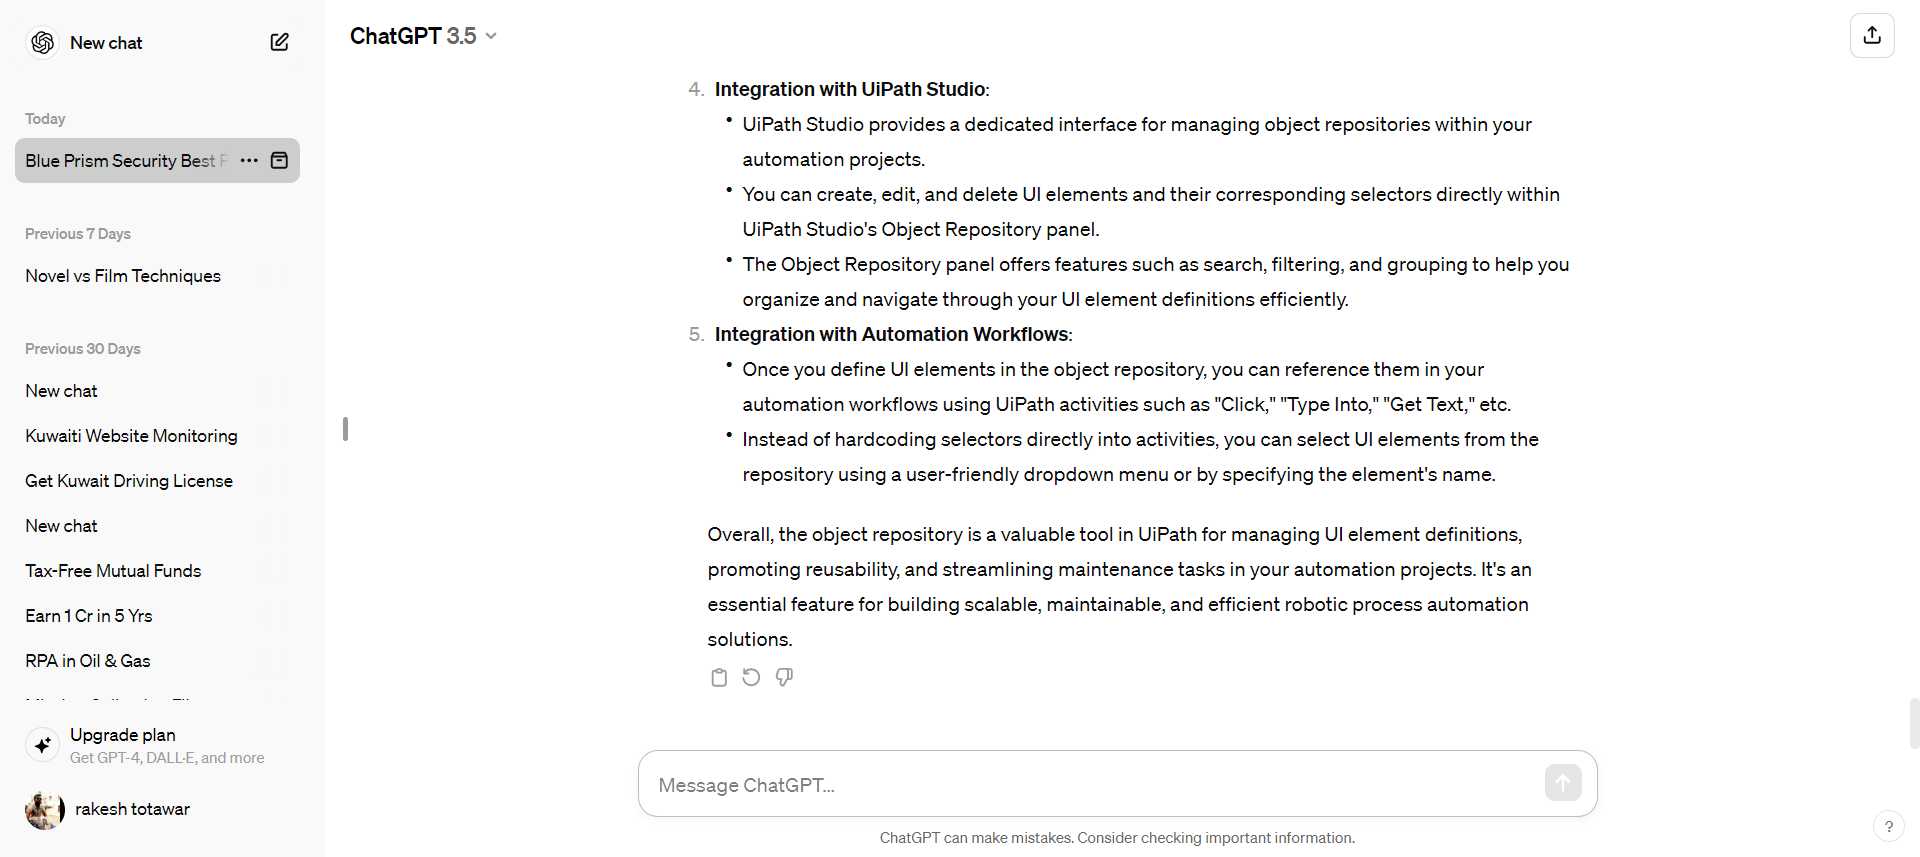 New chat
Today
Blue Prism Security Best
Previous 7 Days
Novel vs Film Techniques
Previous 30 Days
New chat
Kuwaiti Website Monitoring
Get Kuwait Driving License
New chat
Tax-Free Mutual Funds
Earn 1 Cr in 5 Yrs
RPA in Oil & Gas
Upgrade plan
Get GPT-4, DALL·E, and more
rakesh totawar
ChatGPT 3.5
4. Integration with UiPath Studio:
• UiPath Studio provides a dedicated interface for managing object repositories within your
automation projects.
• You can create, edit, and delete UI elements and their corresponding selectors directly within
UiPath Studio's Object Repository panel.
• The Object Repository panel offers features such as search, filtering, and grouping to help you
organize and navigate through your UI element definitions efficiently.
5. Integration with Automation Workflows:
• Once you define UI elements in the object repository, you can reference them in your
automation workflows using UiPath activities such as "Click," "Type Into," "Get Text," etc.
• Instead of hardcoding selectors directly into activities, you can select UI elements from the
repository using a user-friendly dropdown menu or by specifying the element's name.
Overall, the object repository is a valuable tool in UiPath for managing UI element definitions,
promoting reusability, and streamlining maintenance tasks in your automation projects. It's an
essential feature for building scalable, maintainable, and efficient robotic process automation
solutions.
Message ChatGPT...
ChatGPT can make mistakes. Consider checking important information.
?